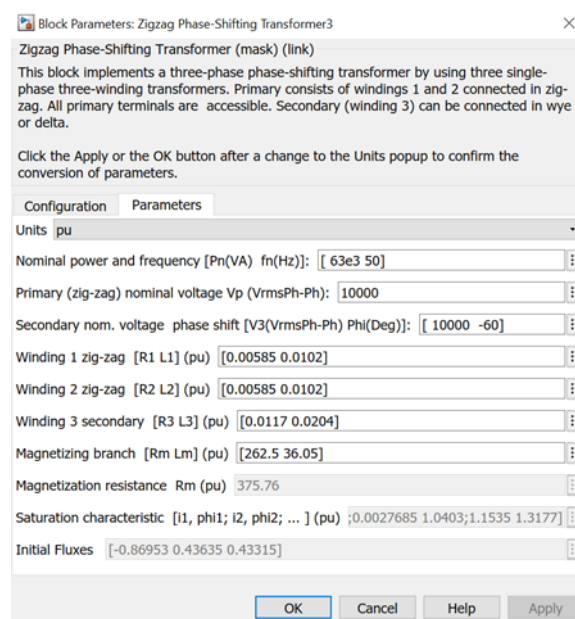 Block Parameters: Zigzag Phase-Shifting Transformer3
Zigzag Phase-Shifting Transformer (mask) (link)
This block implements a three-phase phase-shifting transformer by using three single-
phase three-winding transformers. Primary consists of windings 1 and 2 connected in zig-
zag. All primary terminals are accessible. Secondary (winding 3) can be connected in wye
or delta.
Click the Apply or the OK button after a change to the Units popup to confirm the
conversion of parameters.
Configuration Parameters
Units pu
Nominal power and frequency [Pn(VA) fn(Hz)]: [ 63e3 50]
Primary (zig-zag) nominal voltage Vp (VrmsPh-Ph): 10000
Secondary nom. voltage phase shift [V3(VrmsPh-Ph) Phi(Deg)]: [ 10000 -60]
Winding 1 zig-zag [R1 L1] (pu) [0.00585 0.0102]
Winding 2 zig-zag [R2 L2] (pu) [0.00585 0.0102]
Winding 3 secondary [R3 L3] (pu) [0.0117 0.0204]
Magnetizing branch [Rm Lm] (pu) [262.5 36.05]
Magnetization resistance Rm (pu) 375.76
Saturation characteristic [i1, phi1; i2, phi2; ... ] (pu) ;0.0027685 1.0403;1.1535 1.3177]
Initial Fluxes [-0.86953 0.43635 0.43315]
OK Cancel Help Apply